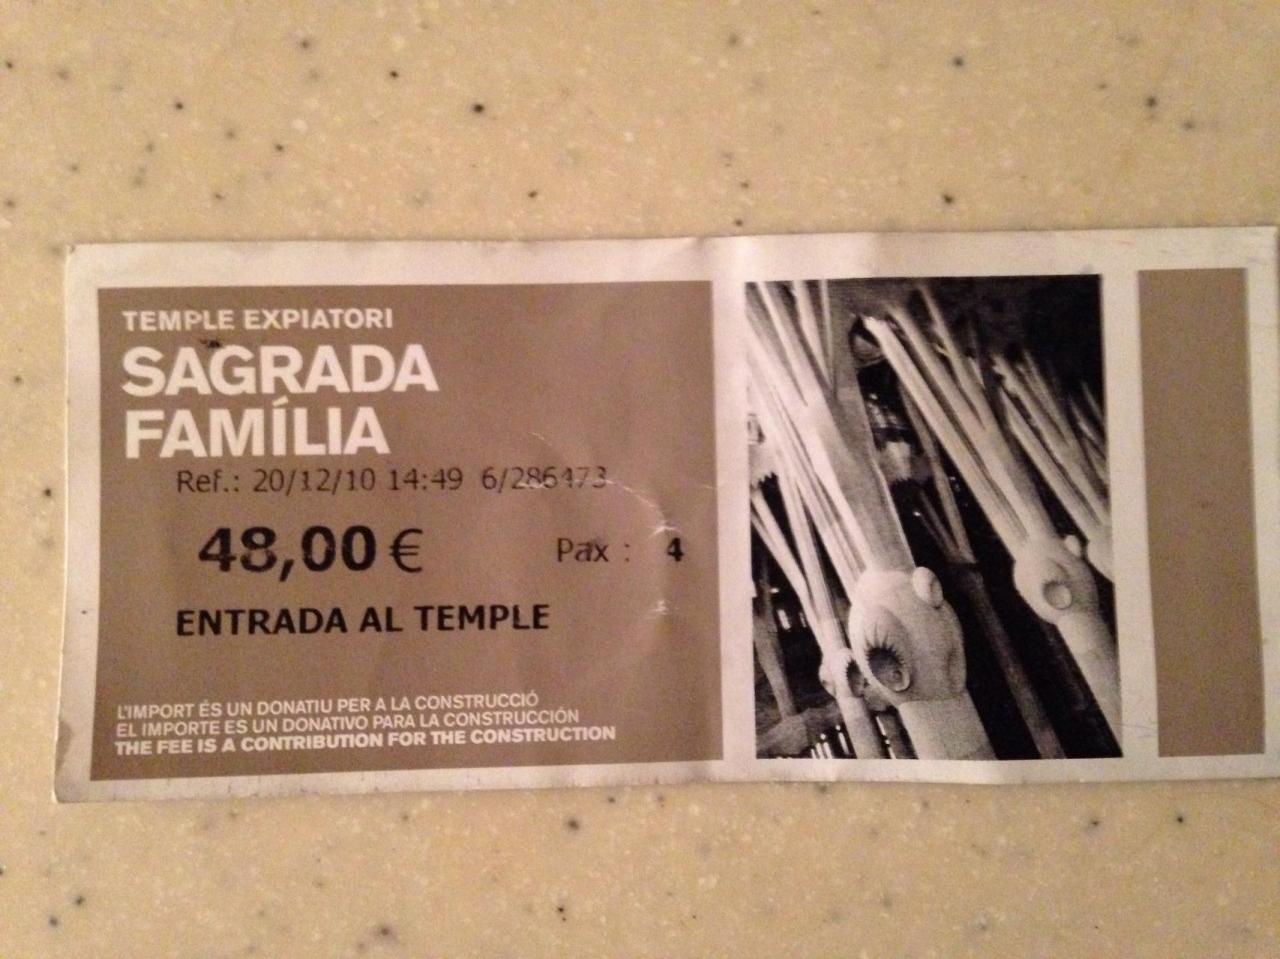 TEMPLE EXPIATORI
SAGRADA
FAMÍLIA
Ref.: 20/12/10 14:49 6/286473
48,00 € Pax : 4
ENTRADA AL TEMPLE
L'IMPORT ÉS UN DONATIU PER A LA CONSTRUCCIÓ
EL IMPORTE ES UN DONATIVO PARA LA CONSTRUCCIÓN
THE FEE IS A CONTRIBUTION FOR THE CONSTRUCTION